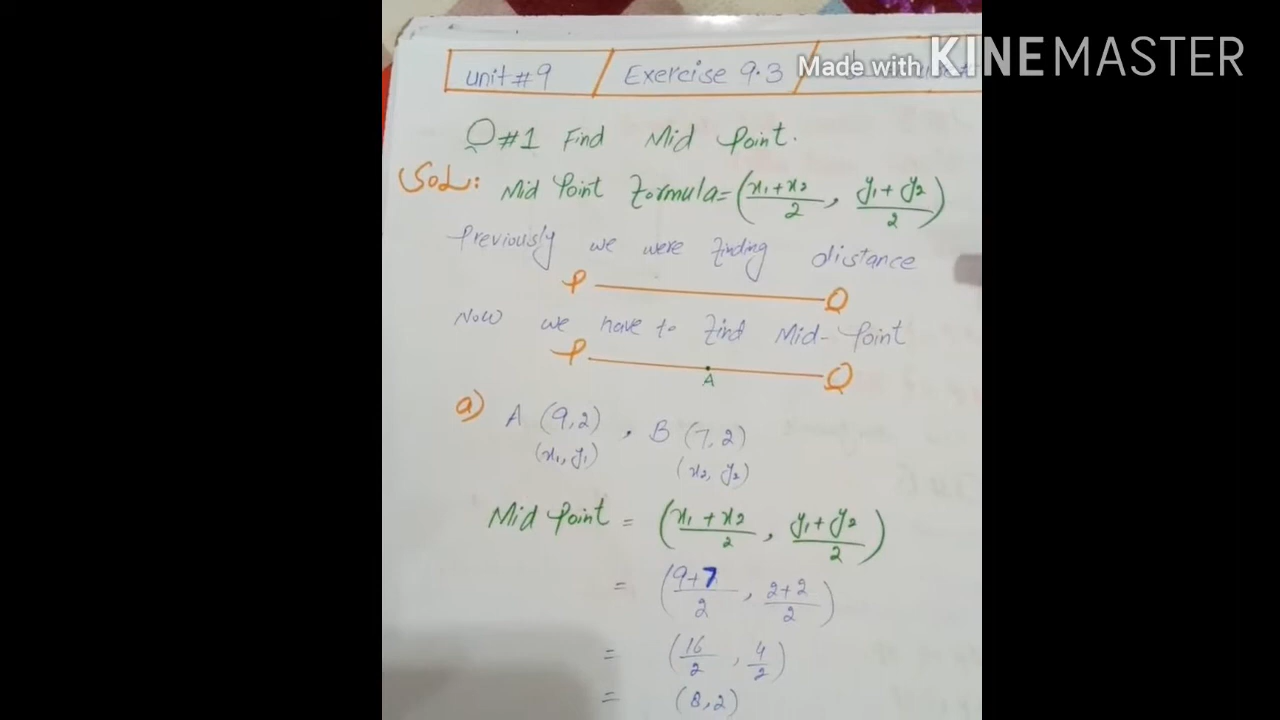 unit #9 Exercise 9.3 Made with KINEMASTER
Q#1 Find Mid Point.
Sol: Mid Point Formula = (x₁+x₂/2, y₁+y₂/2)
Previously we were finding distance
P Q
Now we have to find Mid-Point
P Q
A
a) A (9,2) , B (7,2)
(x₁, y₁) (x₂, y₂)
Mid Point = (x₁+x₂/2, y₁+y₂/2)
= (9+7/2, 2+2/2)
= (16/2, 4/2)
= (8,2)